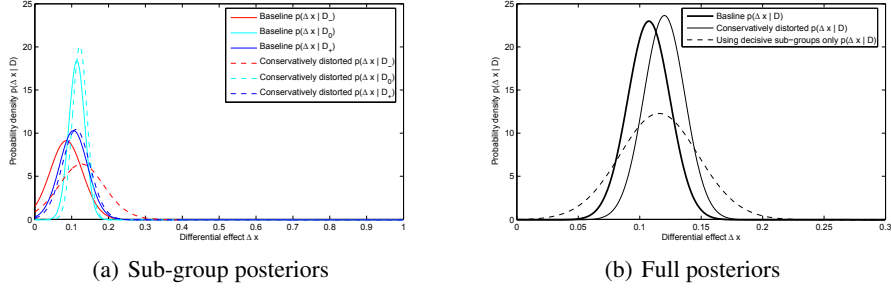 25
20
15
10
5
0
Probability density p(Δ x | D)
0 0.1 0.2 0.3 0.4 0.5 0.6 0.7 0.8 0.9 1
Differential effect Δ x
Baseline p(Δ x | D_)
Baseline p(Δ x | D0)
Baseline p(Δ x | D+)
Conservatively distorted p(Δ x | D_)
Conservatively distorted p(Δ x | D0)
Conservatively distorted p(Δ x | D+)
(a) Sub-group posteriors
25
20
15
10
5
0
Probability density p(Δ x | D)
0 0.05 0.1 0.15 0.2 0.25 0.3
Differential effect Δ x
Basline p(Δ x | D)
Conservatively distorted p(Δ x | D)
Using decisive sub-groups only p(Δ x | D)
(b) Full posteriors